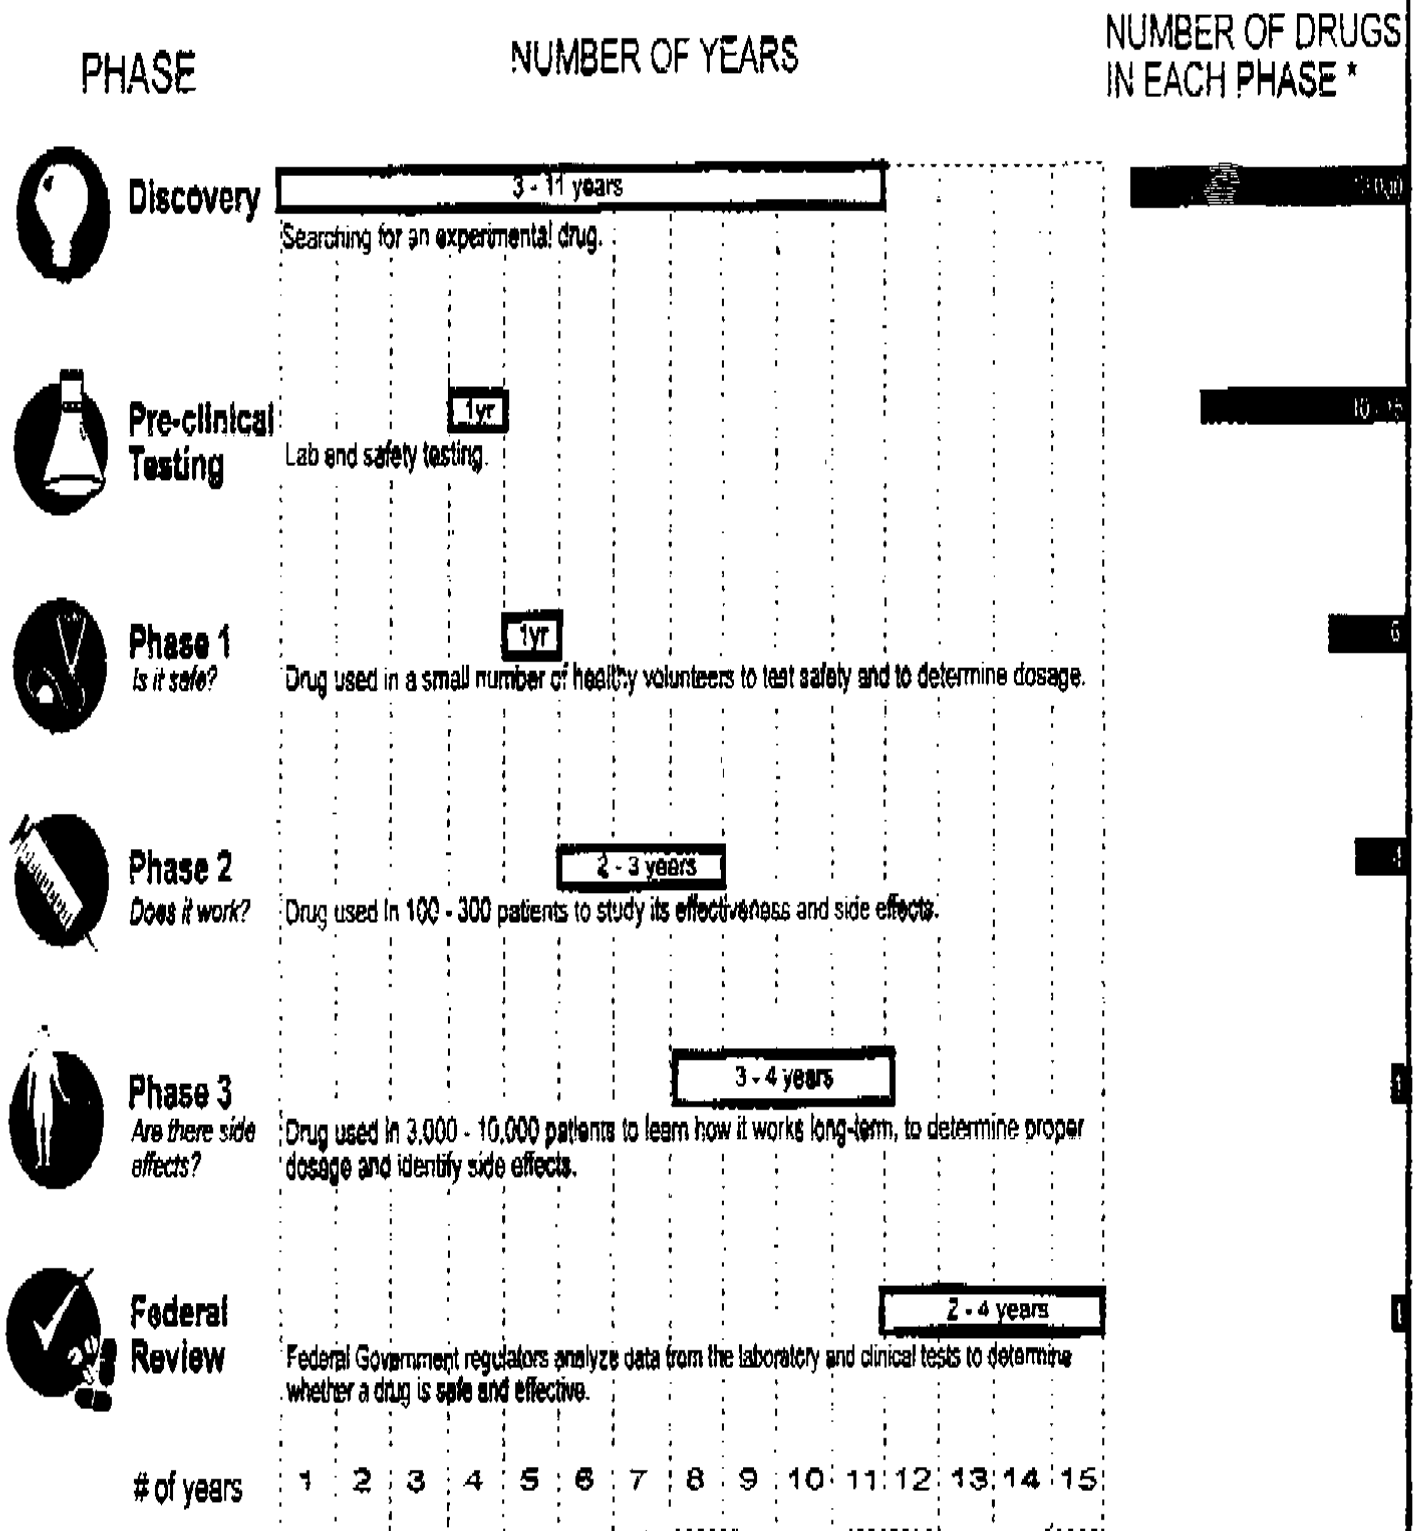 PHASE
NUMBER OF YEARS
NUMBER OF DRUGS
IN EACH PHASE *
Discovery
3 - 11 years
Searching for an experimental drug.
Pre-clinical
Testing
1yr
Lab and safety testing.
10 - 15
Phase 1
Is it safe?
1yr
Drug used in a small number of healthy volunteers to test safety and to determine dosage.
6
Phase 2
Does it work?
2 - 3 years
Drug used in 100 - 300 patients to study its effectiveness and side effects.
4
Phase 3
Are there side
effects?
3 - 4 years
Drug used in 3,000 - 10,000 patients to learn how it works long-term, to determine proper
dosage and identify side effects.
1
Federal
Review
2 - 4 years
Federal Government regulators analyze data from the laboratory and clinical tests to determine
whether a drug is safe and effective.
1
# of years 1 2 3 4 5 6 7 8 9 10 11 12 13 14 15